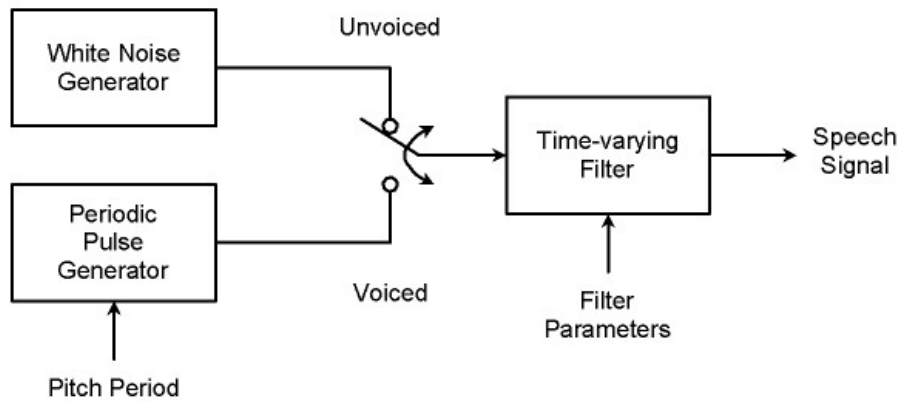 Unvoiced
White Noise
Generator
Time-varying
Filter
Speech
Signal
Periodic
Pulse
Generator
Voiced
Filter
Parameters
Pitch Period